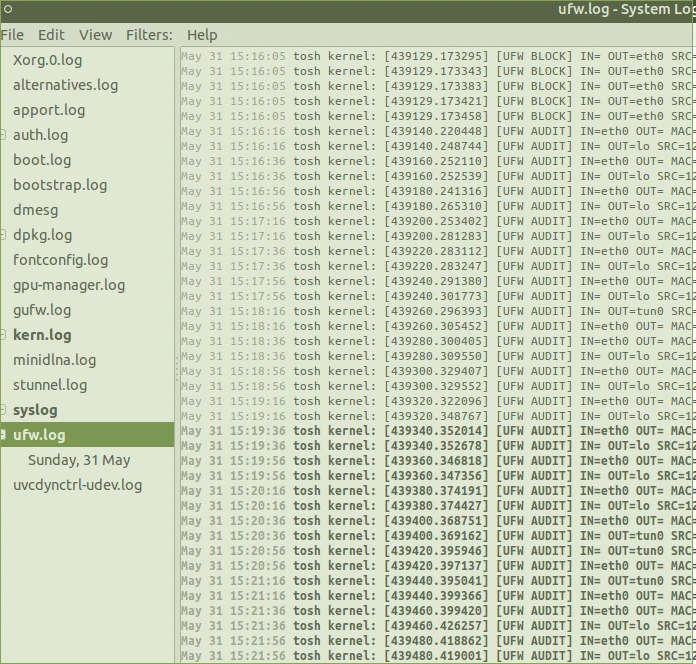 ufw.log - System Log
File Edit View Filters: Help
Xorg.0.log
alternatives.log
apport.log
auth.log
boot.log
bootstrap.log
dmesg
dpkg.log
fontconfig.log
gpu-manager.log
gufw.log
kern.log
minidlna.log
stunnel.log
syslog
ufw.log
Sunday, 31 May
uvcdynctrl-udev.log
May 31 15:16:05 tosh kernel: [439129.173295] [UFW BLOCK] IN= OUT=eth0 SRC=
May 31 15:16:05 tosh kernel: [439129.173343] [UFW BLOCK] IN= OUT=eth0 SRC=
May 31 15:16:05 tosh kernel: [439129.173383] [UFW BLOCK] IN= OUT=eth0 SRC=
May 31 15:16:05 tosh kernel: [439129.173421] [UFW BLOCK] IN= OUT=eth0 SRC=
May 31 15:16:05 tosh kernel: [439129.173458] [UFW BLOCK] IN= OUT=eth0 SRC=
May 31 15:16:16 tosh kernel: [439140.220448] [UFW AUDIT] IN=eth0 OUT= MAC=
May 31 15:16:16 tosh kernel: [439140.248744] [UFW AUDIT] IN= OUT=lo SRC=12
May 31 15:16:36 tosh kernel: [439160.252110] [UFW AUDIT] IN=eth0 OUT= MAC=
May 31 15:16:36 tosh kernel: [439160.252539] [UFW AUDIT] IN= OUT=lo SRC=12
May 31 15:16:56 tosh kernel: [439180.241316] [UFW AUDIT] IN=eth0 OUT= MAC=
May 31 15:16:56 tosh kernel: [439180.265310] [UFW AUDIT] IN= OUT=lo SRC=12
May 31 15:17:16 tosh kernel: [439200.253402] [UFW AUDIT] IN=eth0 OUT= MAC=
May 31 15:17:16 tosh kernel: [439200.281283] [UFW AUDIT] IN= OUT=lo SRC=12
May 31 15:17:36 tosh kernel: [439220.283112] [UFW AUDIT] IN=eth0 OUT= MAC=
May 31 15:17:36 tosh kernel: [439220.283247] [UFW AUDIT] IN= OUT=lo SRC=12
May 31 15:17:56 tosh kernel: [439240.291380] [UFW AUDIT] IN=eth0 OUT= MAC=
May 31 15:17:56 tosh kernel: [439240.301773] [UFW AUDIT] IN= OUT=lo SRC=12
May 31 15:18:16 tosh kernel: [439260.296393] [UFW AUDIT] IN= OUT=tun0 SRC=
May 31 15:18:16 tosh kernel: [439260.305452] [UFW AUDIT] IN=eth0 OUT= MAC=
May 31 15:18:36 tosh kernel: [439280.300405] [UFW AUDIT] IN=eth0 OUT= MAC=
May 31 15:18:36 tosh kernel: [439280.309550] [UFW AUDIT] IN= OUT=lo SRC=12
May 31 15:18:56 tosh kernel: [439300.329407] [UFW AUDIT] IN=eth0 OUT= MAC=
May 31 15:18:56 tosh kernel: [439300.329552] [UFW AUDIT] IN= OUT=lo SRC=12
May 31 15:19:16 tosh kernel: [439320.322096] [UFW AUDIT] IN=eth0 OUT= MAC=
May 31 15:19:16 tosh kernel: [439320.348767] [UFW AUDIT] IN= OUT=lo SRC=12
May 31 15:19:36 tosh kernel: [439340.352014] [UFW AUDIT] IN=eth0 OUT= MAC=
May 31 15:19:36 tosh kernel: [439340.352678] [UFW AUDIT] IN= OUT=lo SRC=12
May 31 15:19:56 tosh kernel: [439360.346818] [UFW AUDIT] IN=eth0 OUT= MAC=
May 31 15:19:56 tosh kernel: [439360.347356] [UFW AUDIT] IN= OUT=lo SRC=12
May 31 15:20:16 tosh kernel: [439380.374191] [UFW AUDIT] IN=eth0 OUT= MAC=
May 31 15:20:16 tosh kernel: [439380.374427] [UFW AUDIT] IN= OUT=lo SRC=12
May 31 15:20:36 tosh kernel: [439400.368751] [UFW AUDIT] IN=eth0 OUT= MAC=
May 31 15:20:36 tosh kernel: [439400.369162] [UFW AUDIT] IN= OUT=tun0 SRC=
May 31 15:20:56 tosh kernel: [439420.395946] [UFW AUDIT] IN= OUT=tun0 SRC=
May 31 15:20:56 tosh kernel: [439420.397137] [UFW AUDIT] IN=eth0 OUT= MAC=
May 31 15:21:16 tosh kernel: [439440.395041] [UFW AUDIT] IN= OUT=tun0 SRC=
May 31 15:21:16 tosh kernel: [439440.399366] [UFW AUDIT] IN=eth0 OUT= MAC=
May 31 15:21:36 tosh kernel: [439460.399420] [UFW AUDIT] IN=eth0 OUT= MAC=
May 31 15:21:36 tosh kernel: [439460.426257] [UFW AUDIT] IN= OUT=lo SRC=12
May 31 15:21:56 tosh kernel: [439480.418862] [UFW AUDIT] IN=eth0 OUT= MAC=
May 31 15:21:56 tosh kernel: [439480.419001] [UFW AUDIT] IN= OUT=lo SRC=12